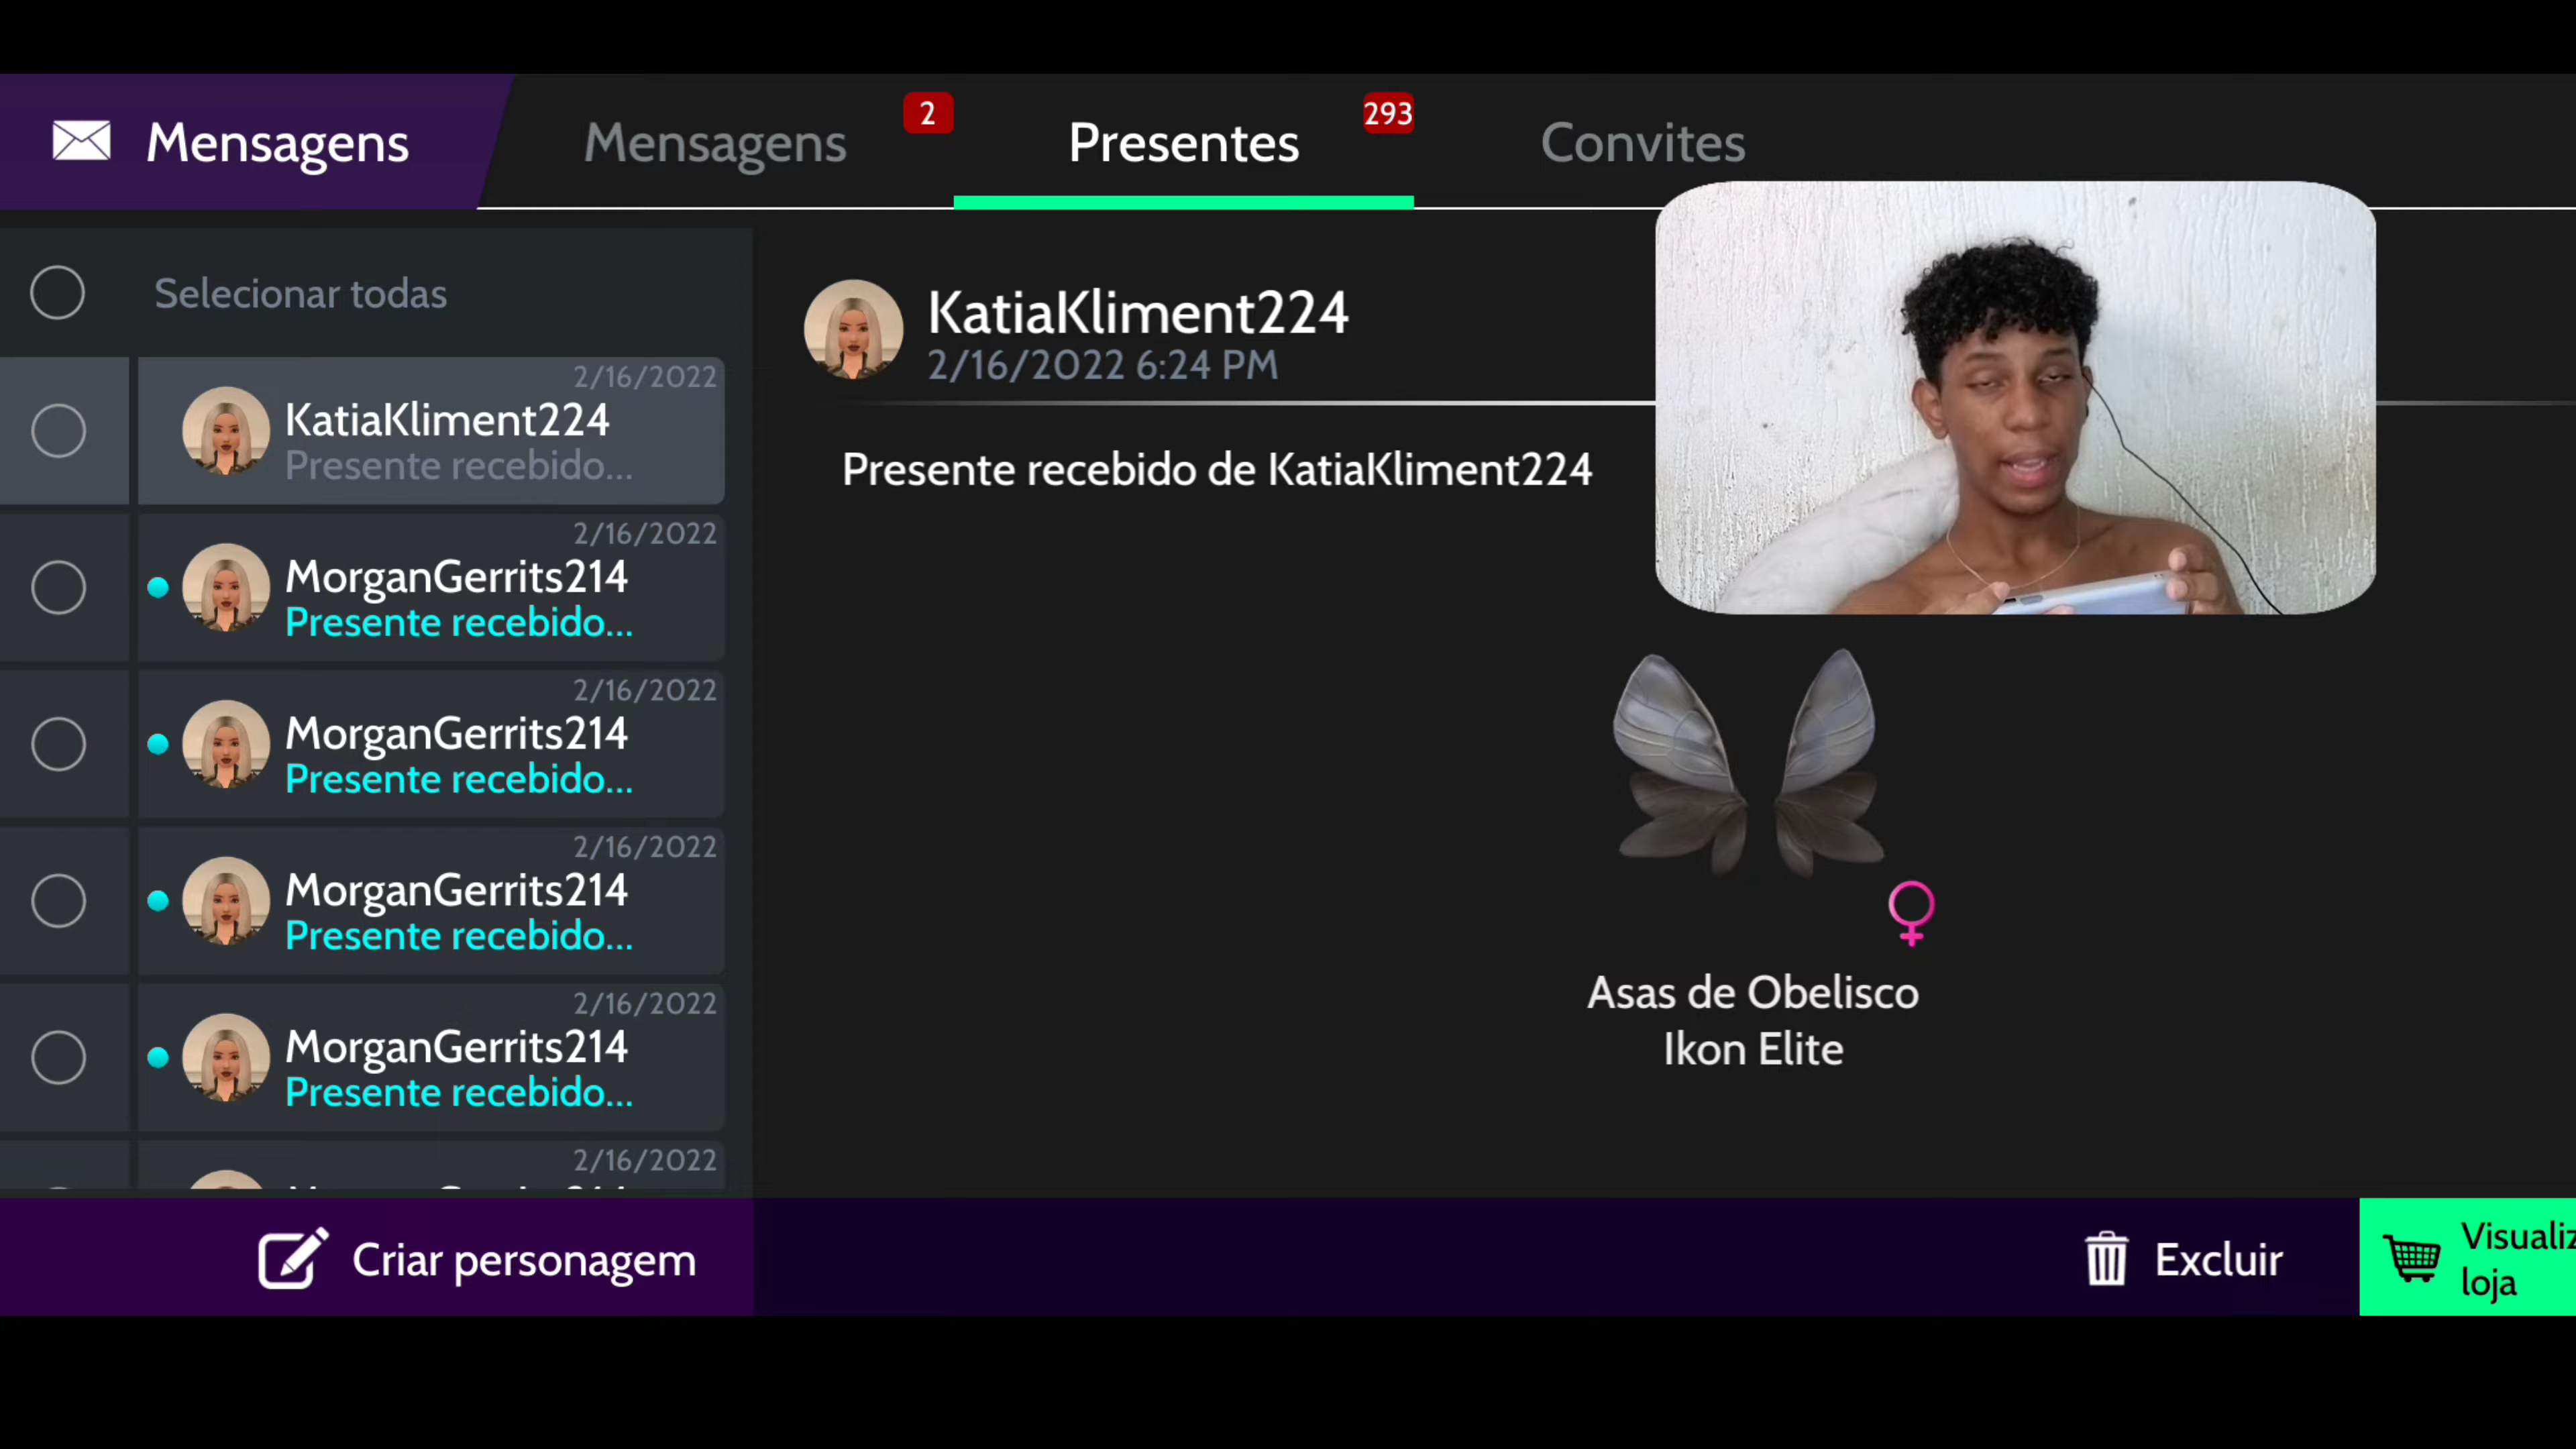 Mensagens
Mensagens
2
Presentes
293
Convites
Selecionar todas
2/16/2022
KatiaKliment224
Presente recebido...
2/16/2022
MorganGerrits214
Presente recebido...
2/16/2022
MorganGerrits214
Presente recebido...
2/16/2022
MorganGerrits214
Presente recebido...
2/16/2022
MorganGerrits214
Presente recebido...
2/16/2022
KatiaKliment224
2/16/2022 6:24 PM
Presente recebido de KatiaKliment224
Asas de Obelisco
Ikon Elite
Criar personagem
Excluir
Visualiz
loja